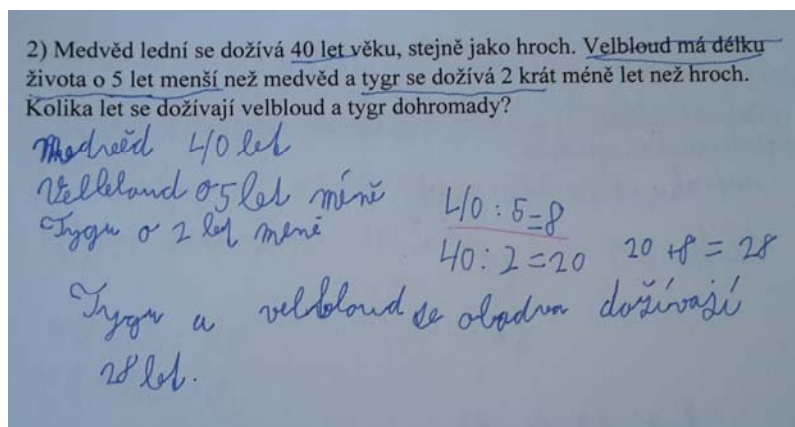 2) Medvěd lední se dožívá 40 let věku, stejně jako hroch. Velbloud má délku
života o 5 let menší než medvěd a tygr se dožívá 2 krát méně let než hroch.
Kolika let se dožívají velbloud a tygr dohromady?
Medvěd 40 let
Velbloud o 5 let méně
Tygr o 2 let meně
40 : 5 = 8
40 : 2 = 20 20 + 8 = 28
Tygr a velbloud se obadva dožívají
28 let.